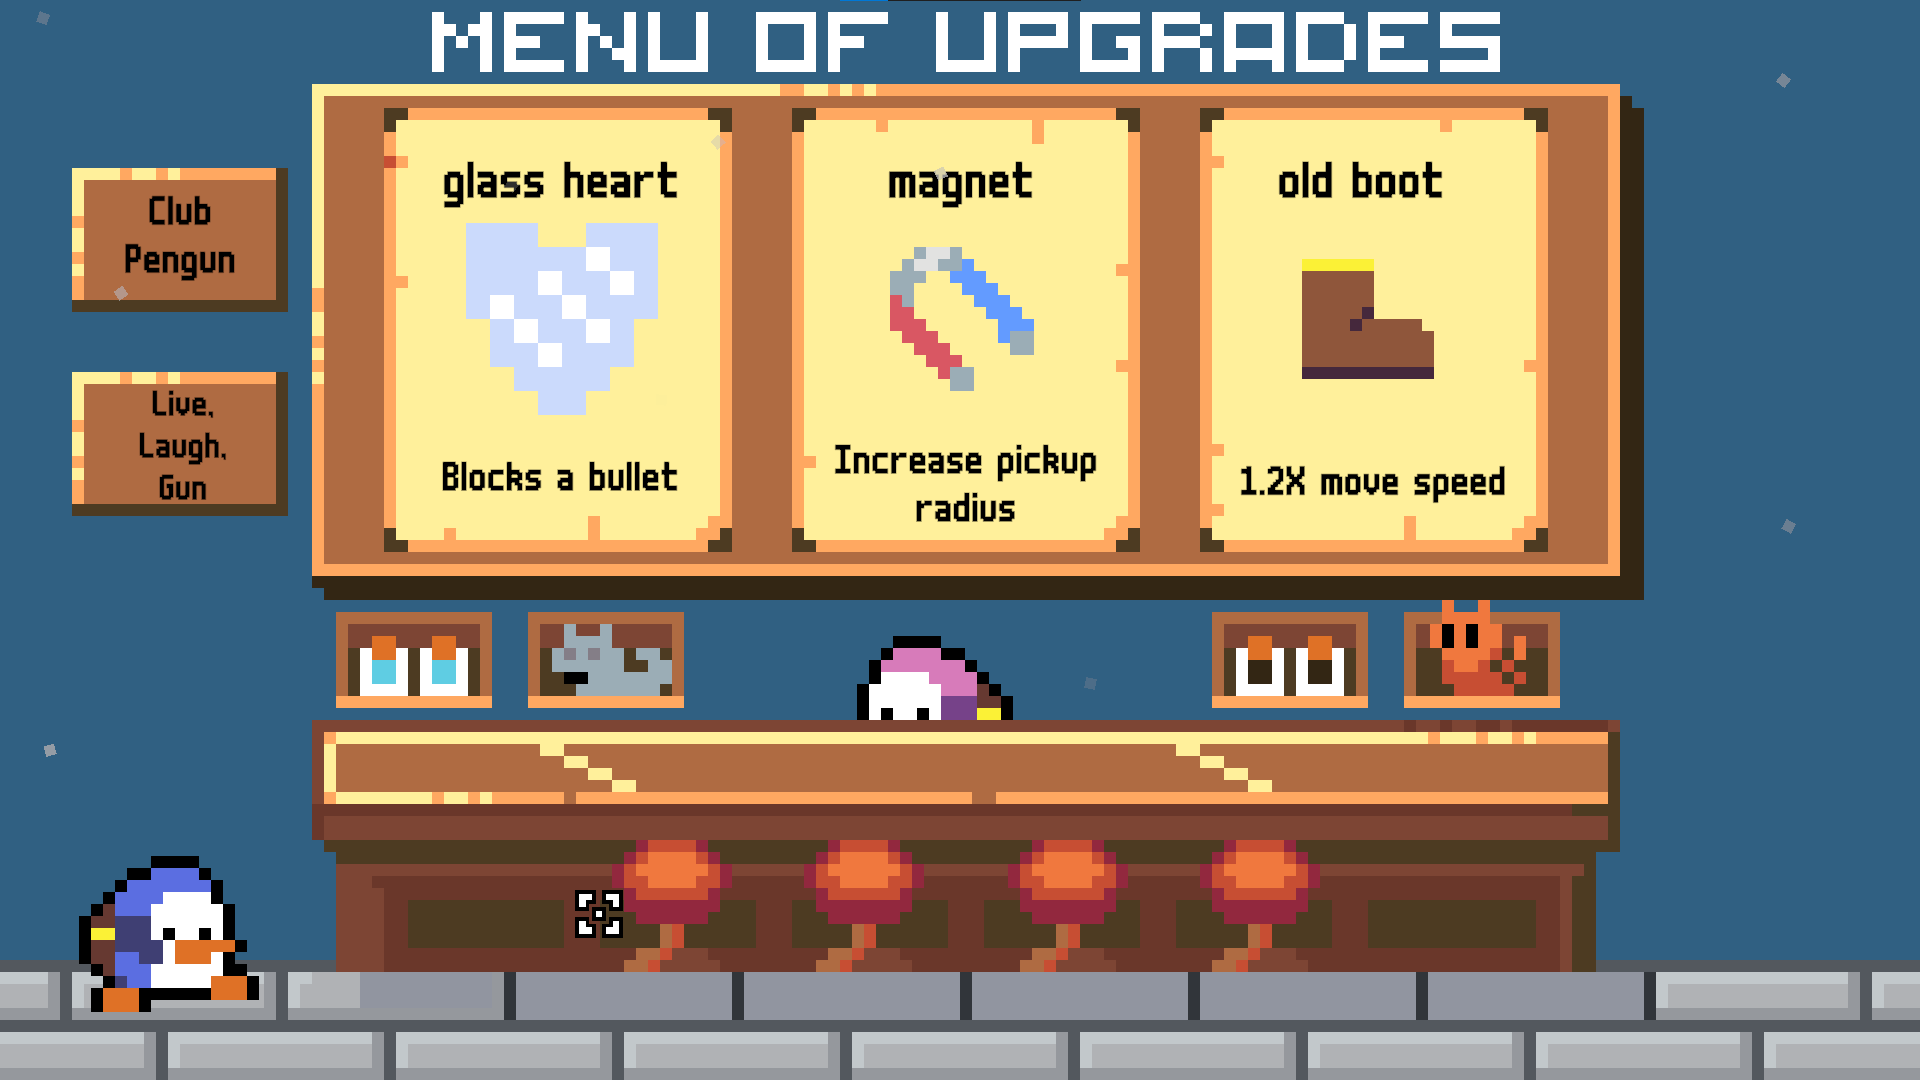 MENU OF UPGRADES
Club
Pengun
Live,
Laugh,
Gun
glass heart
Blocks a bullet
magnet
Increase pickup
radius
old boot
1.2X move speed